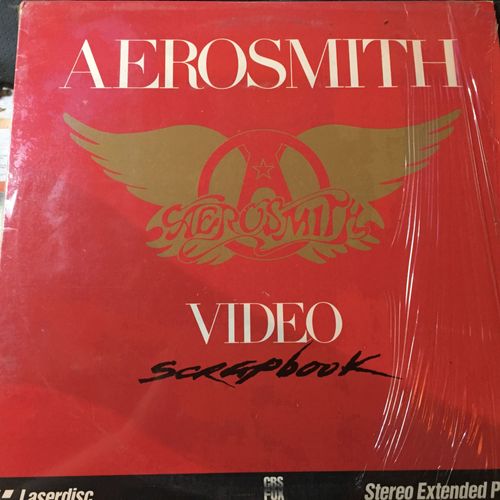 AEROSMITH
A
AEROSMITH
VIDEO
scrapbook
Laserdisc
CBS
FOX
Stereo Extended P